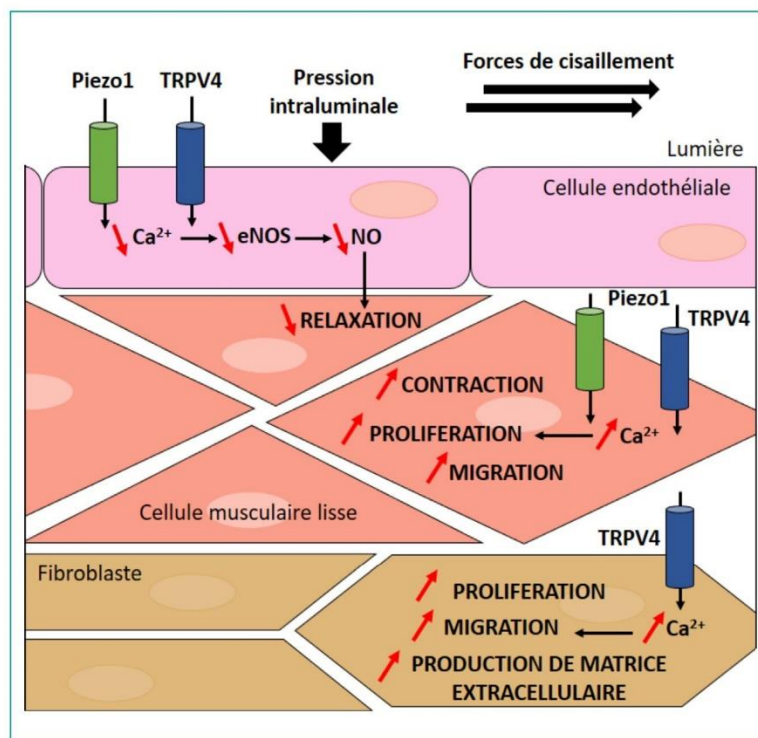 Piezo1 TRPV4
Pression
intraluminale
Forces de cisaillement
Lumière
Cellule endothéliale
Ca²⁺ eNOS NO
RELAXATION
Piezo1
TRPV4
CONTRACTION
PROLIFERATION Ca²⁺
MIGRATION
Cellule musculaire lisse
TRPV4
Fibroblaste
PROLIFERATION
MIGRATION Ca²⁺
PRODUCTION DE MATRICE
EXTRACELLULAIRE